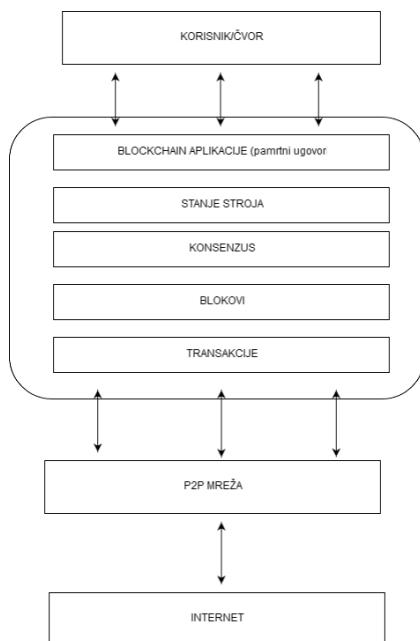 KORISNIK/ČVOR
BLOCKCHAIN APLIKACIJE (pamrtni ugovor
STANJE STROJA
KONSENZUS
BLOKOVI
TRANSAKCIJE
P2P MREŽA
INTERNET